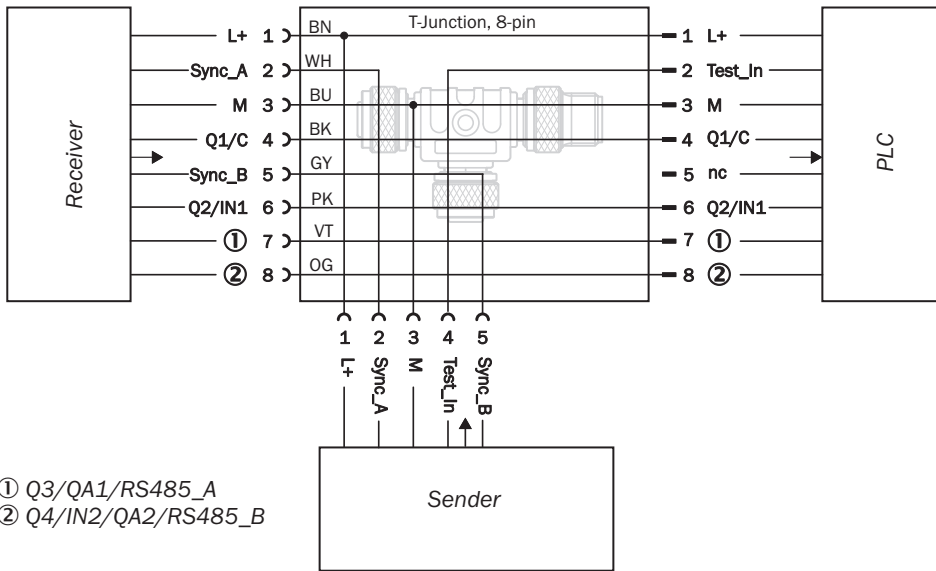 T-Junction, 8-pin
L+ 1 BN 1 L+
Sync_A 2 WH 2 Test_In
M 3 BU 3 M
Q1/C 4 BK 4 Q1/C
Sync_B 5 GY 5 nc
Q2/IN1 6 PK 6 Q2/IN1
① 7 VT 7 ①
② 8 OG 8 ②
Receiver
PLC
1 2 3 4 5
L+ Sync_A M Test_In Sync_B
Sender
① Q3/QA1/RS485_A
② Q4/IN2/QA2/RS485_B